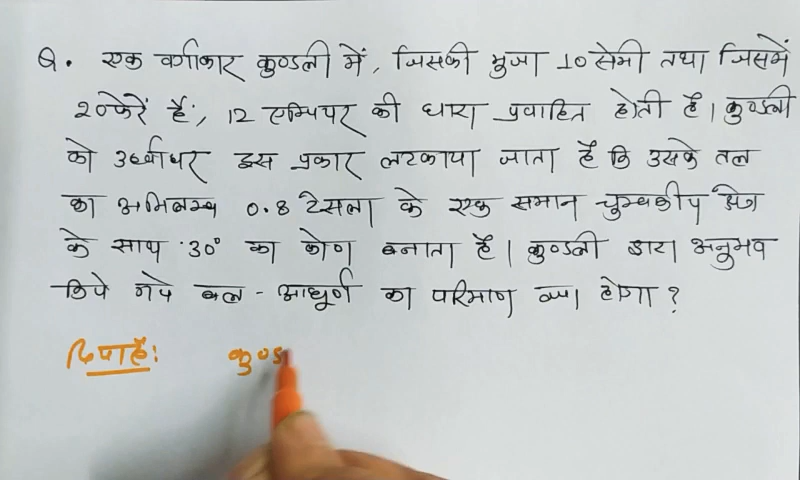 Q. एक वर्गाकार कुण्डली में, जिसकी भुजा 10 सेमी तथा जिसमें
20 फेरें हैं, 12 एम्पियर की धारा प्रवाहित होती है। कुण्डली
को उर्ध्वाधर इस प्रकार लटकाया जाता है कि उसके तल
का अभिलम्ब 0.8 टेसला के एक समान चुम्बकीय क्षेत्र
के साथ 30° का कोण बनाता है। कुण्डली द्वारा अनुभव
किये गये बल-आघूर्ण का परिमाण क्या होगा?
दिया है: कुण्ड